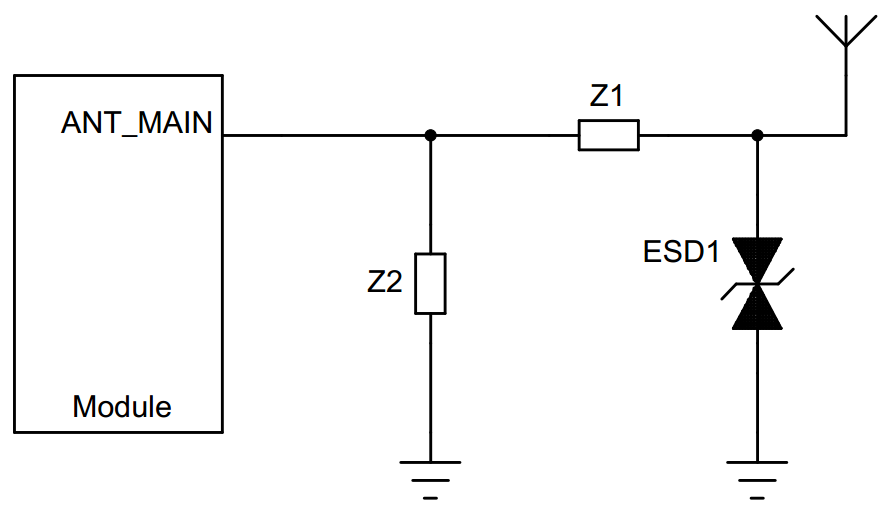 Z1
ANT_MAIN
ESD1
Z2
Module